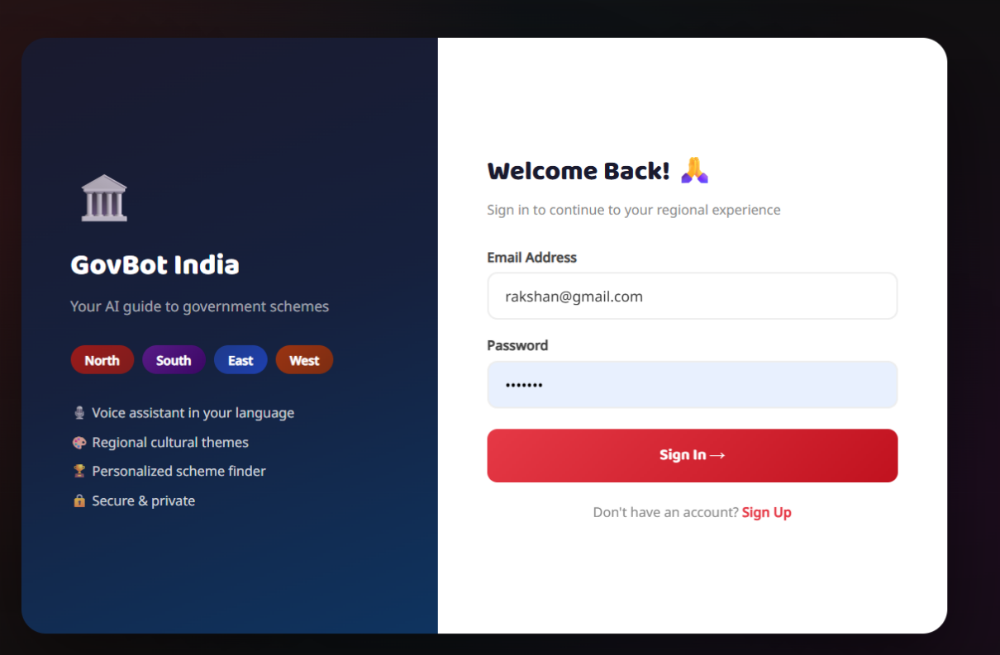 GovBot India
Your AI guide to government schemes
North South East West
Voice assistant in your language
Regional cultural themes
Personalized scheme finder
Secure & private
Welcome Back!
Sign in to continue to your regional experience
Email Address
rakshan@gmail.com
Password
•••••••
Sign In →
Don't have an account? Sign Up